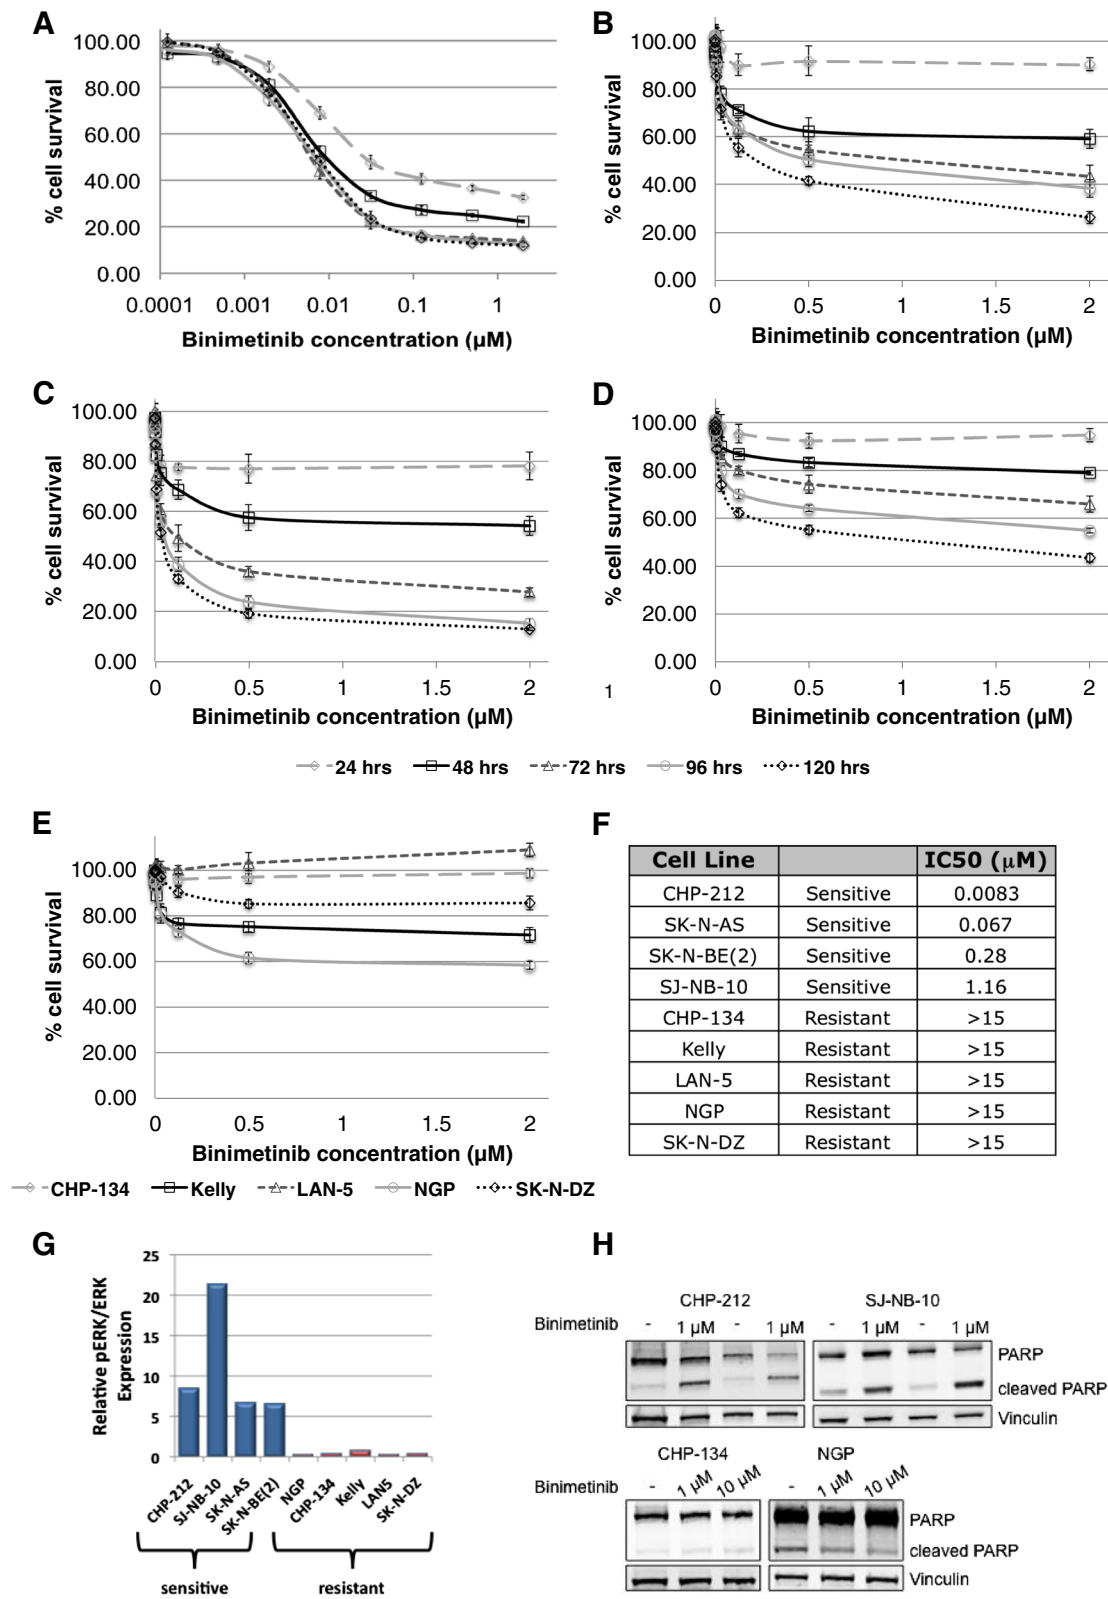 A
100.00
80.00
60.00
40.00
20.00
0.00
% cell survival
0.0001 0.001 0.01 0.1 1
Binimetinib concentration (µM)
B
100.00
80.00
60.00
40.00
20.00
0.00
% cell survival
0 0.5 1 1.5 2
Binimetinib concentration (µM)
C
100.00
80.00
60.00
40.00
20.00
0.00
% cell survival
0 0.5 1 1.5 2
Binimetinib concentration (µM)
1
D
100.00
80.00
60.00
40.00
20.00
0.00
% cell survival
0 0.5 1 1.5 2
Binimetinib concentration (µM)
24 hrs 48 hrs 72 hrs 96 hrs 120 hrs
E
100.00
80.00
60.00
40.00
20.00
0.00
% cell survival
0 0.5 1 1.5 2
Binimetinib concentration (µM)
CHP-134 Kelly LAN-5 NGP SK-N-DZ
F
Cell Line IC50 (µM)
CHP-212 Sensitive 0.0083
SK-N-AS Sensitive 0.067
SK-N-BE(2) Sensitive 0.28
SJ-NB-10 Sensitive 1.16
CHP-134 Resistant >15
Kelly Resistant >15
LAN-5 Resistant >15
NGP Resistant >15
SK-N-DZ Resistant >15
G
Relative pERK/ERK
Expression
25
20
15
10
5
0
CHP-212
SJ-NB-10
SK-N-AS
SK-N-BE(2)
NGP
CHP-134
Kelly
LAN5
SK-N-DZ
sensitive resistant
H
CHP-212 SJ-NB-10
Binimetinib - 1 µM - 1 µM - 1 µM - 1 µM
PARP
cleaved PARP
Vinculin
CHP-134 NGP
Binimetinib - 1 µM 10 µM - 1 µM 10 µM
PARP
cleaved PARP
Vinculin